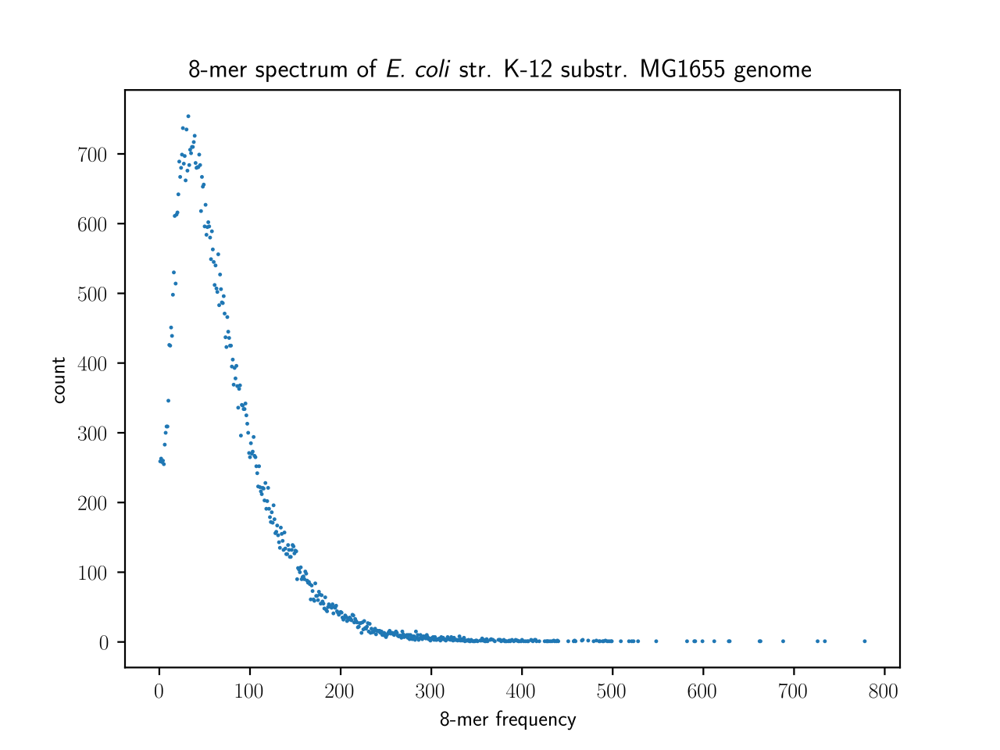 8-mer spectrum of E. coli str. K-12 substr. MG1655 genome
700
600
500
400
300
200
100
0
count
0 100 200 300 400 500 600 700 800
8-mer frequency